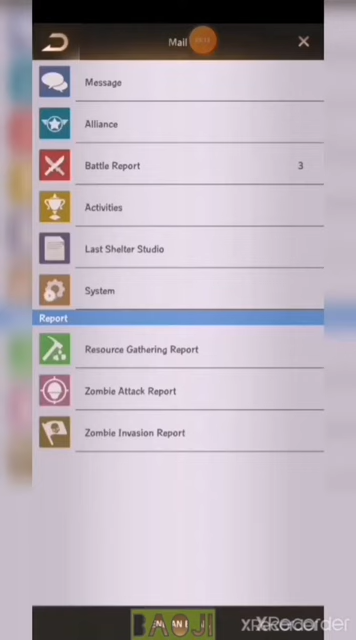 Mail
Message
Alliance
Battle Report 3
Activities
Last Shelter Studio
System
Report
Resource Gathering Report
Zombie Attack Report
Zombie Invasion Report
BAOJI
XRecorder